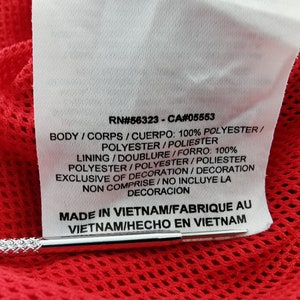 RN#56323 - CA#05553
BODY / CORPS / CUERPO: 100% POLYESTER /
POLYESTER / POLIESTER
LINING / DOUBLURE / FORRO: 100%
POLYESTER / POLYESTER / POLIESTER
EXCLUSIVE OF DECORATION / DECORATION
NON COMPRISE / NO INCLUYE LA
DECORACION
MADE IN VIETNAM/FABRIQUE AU
VIETNAM/HECHO EN VIETNAM